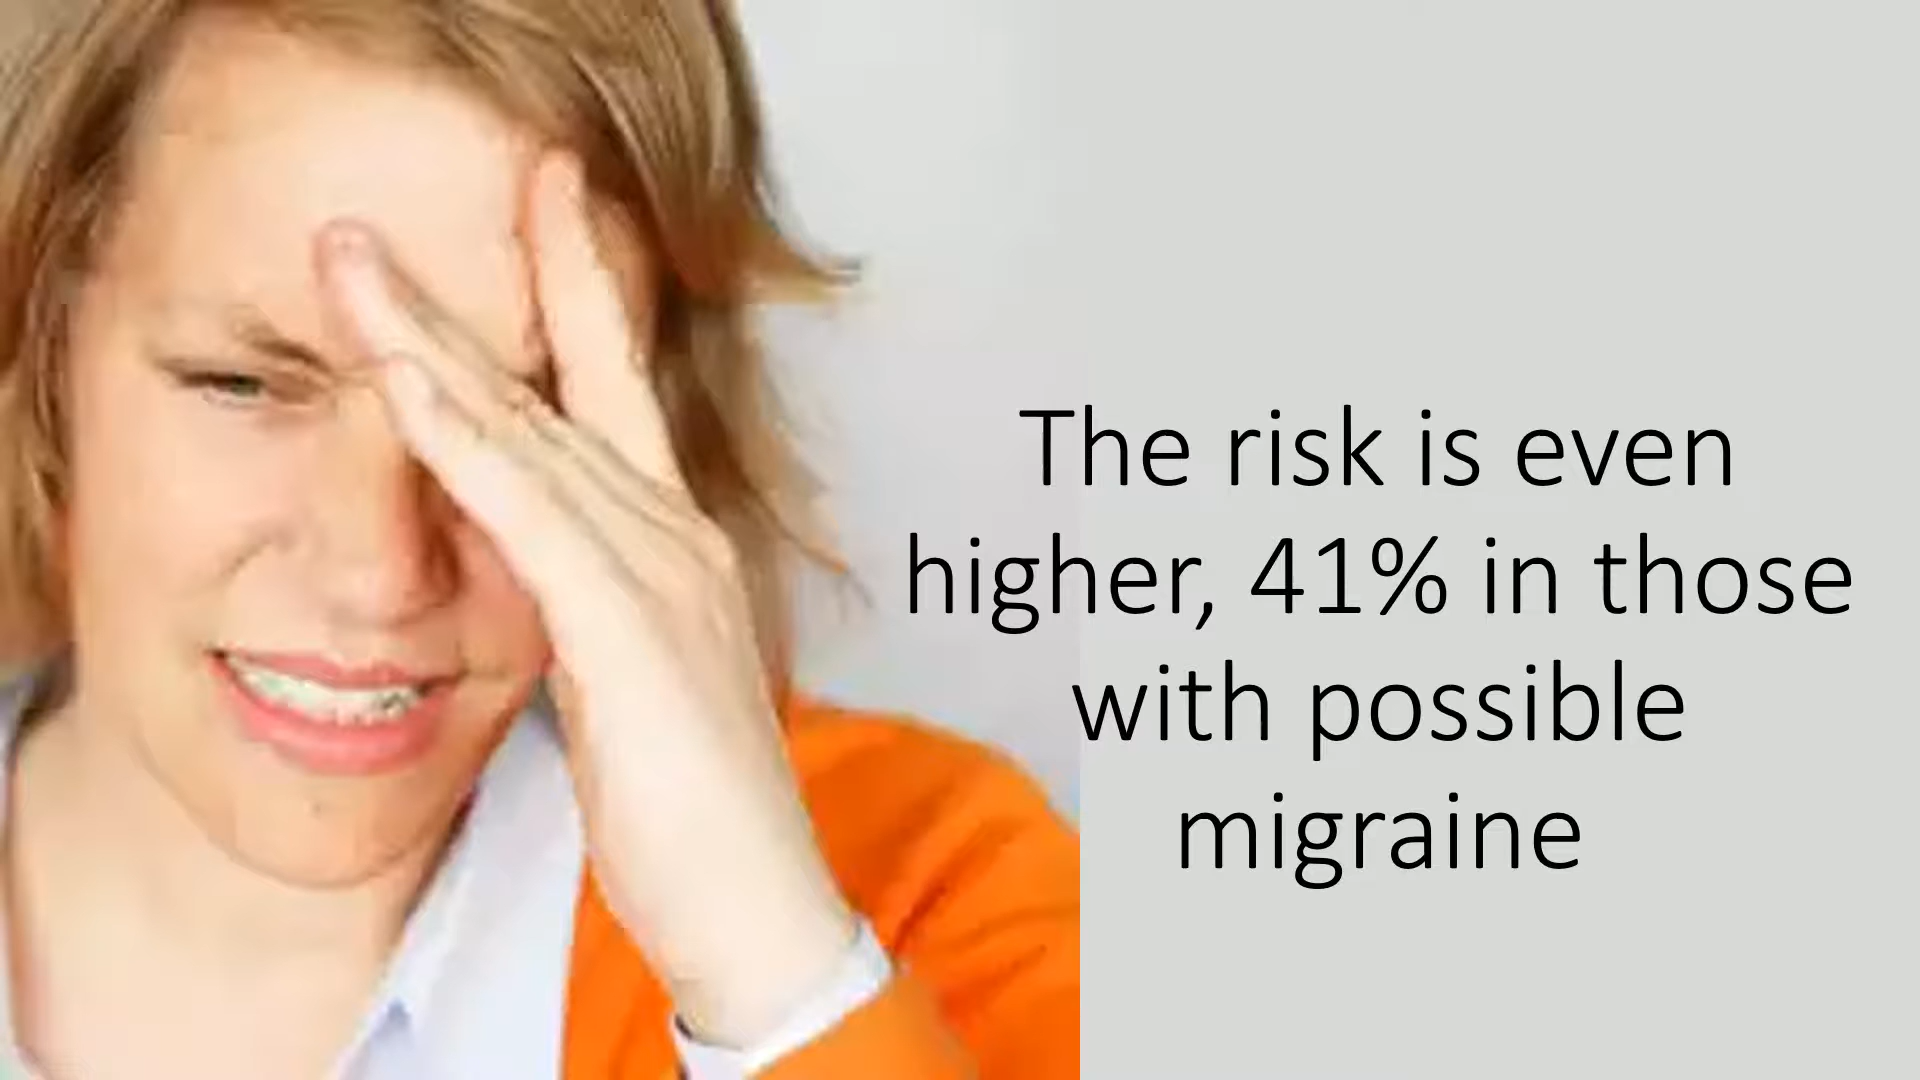 The risk is even
higher, 41% in those
with possible
migraine